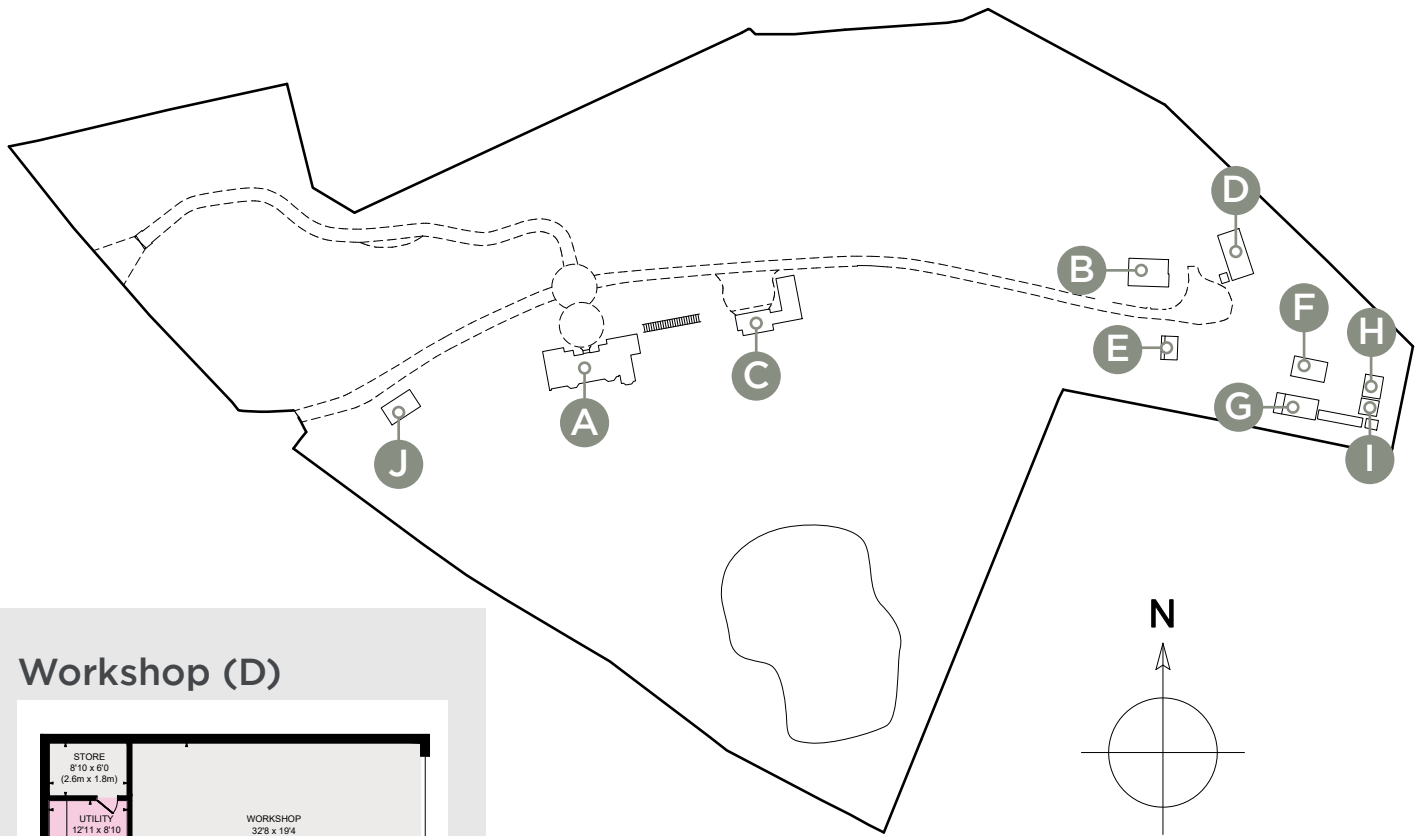 D
B
F
H
E
C
G
A
I
J
N
Workshop (D)
STORE
8'10 x 6'0
(2.6m x 1.8m)
UTILITY
12'11 x 8'10
WORKSHOP
32'8 x 19'4